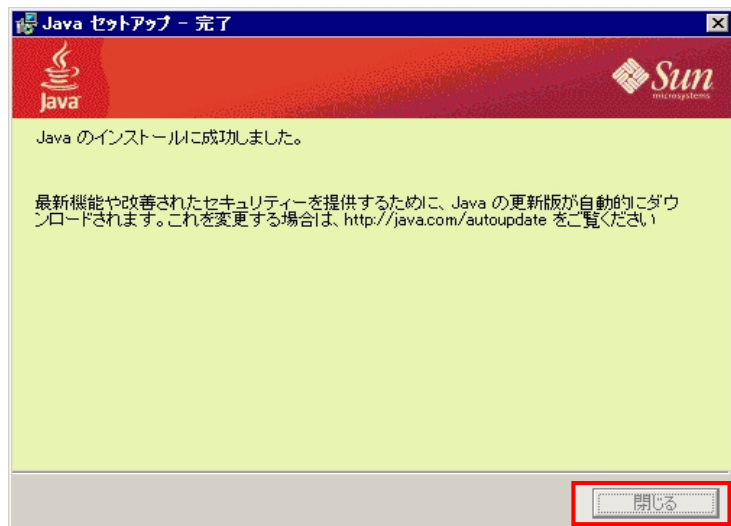 Java セットアップ - 完了
Java
Sun
microsystems
Java のインストールに成功しました。
最新機能や改善されたセキュリティーを提供するために、Java の更新版が自動的にダウ
ンロードされます。これを変更する場合は、http://java.com/autoupdate をご覧ください
閉じる